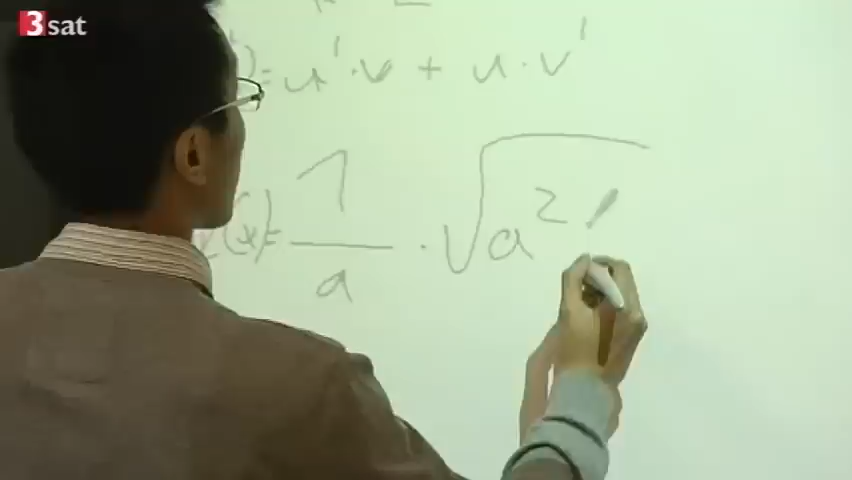 3sat
)' = u' · v + u · v'
(x) = 1/a · √a²